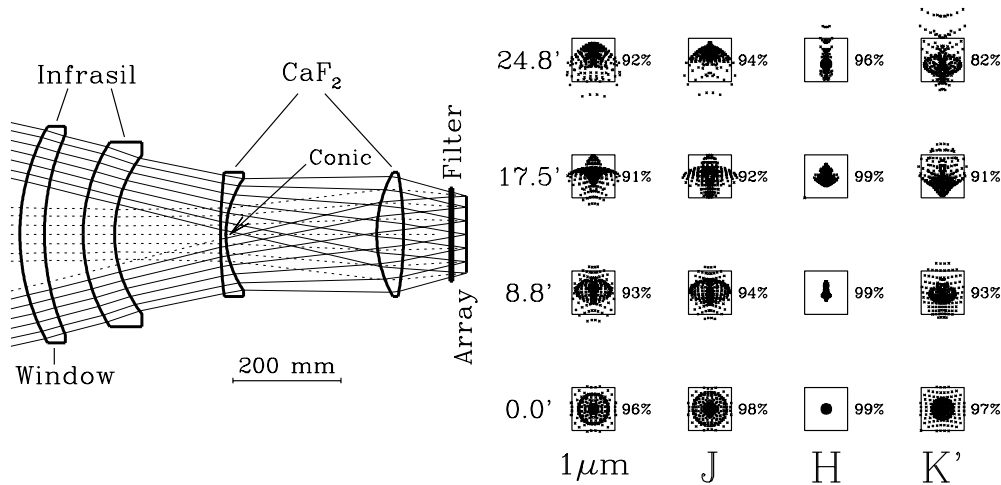 Infrasil
CaF2
Conic
Filter
Array
Window
200 mm
24.8' 92% 94% 96% 82%
17.5' 91% 92% 99% 91%
8.8' 93% 94% 99% 93%
0.0' 96% 98% 99% 97%
1μm J H K'